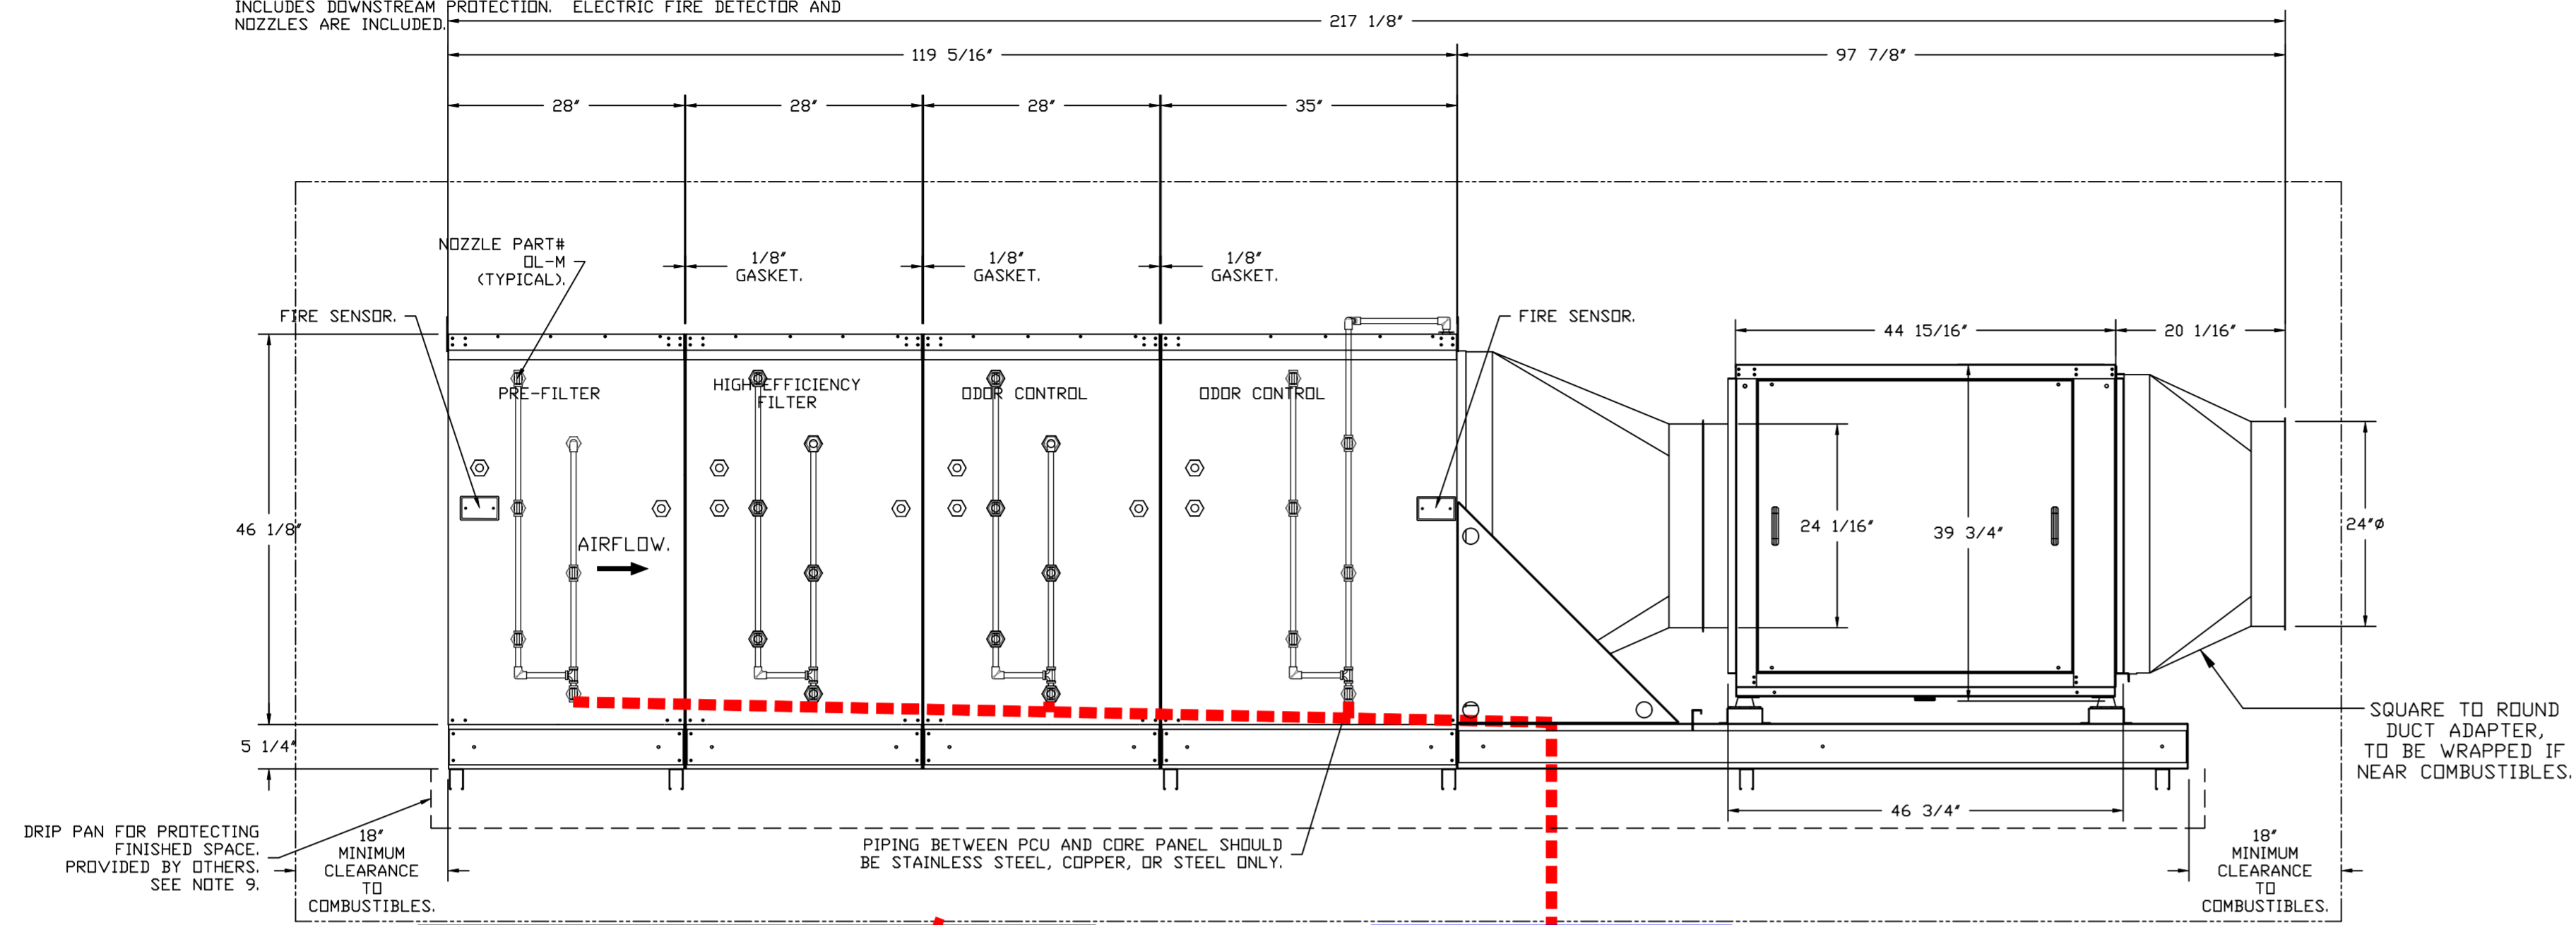 INCLUDES DOWNSTREAM PROTECTION.  ELECTRIC FIRE DETECTOR AND
NOZZLES ARE INCLUDED.
217 1/8"
119 5/16"
97 7/8"
28"
28"
28"
35"
NOZZLE PART#
OL-M
(TYPICAL).
1/8"
GASKET.
1/8"
GASKET.
1/8"
GASKET.
FIRE SENSOR.
FIRE SENSOR.
44 15/16"
20 1/16"
PRE-FILTER
HIGH EFFICIENCY
FILTER
ODOR CONTROL
ODOR CONTROL
46 1/8"
AIRFLOW.
24 1/16"
39 3/4"
24"ø
5 1/4"
SQUARE TO ROUND
DUCT ADAPTER,
TO BE WRAPPED IF
NEAR COMBUSTIBLES.
46 3/4"
DRIP PAN FOR PROTECTING
FINISHED SPACE.
PROVIDED BY OTHERS.
SEE NOTE 9.
18"
MINIMUM
CLEARANCE
TO
COMBUSTIBLES.
PIPING BETWEEN PCU AND CORE PANEL SHOULD
BE STAINLESS STEEL, COPPER, OR STEEL ONLY.
18"
MINIMUM
CLEARANCE
TO
COMBUSTIBLES.